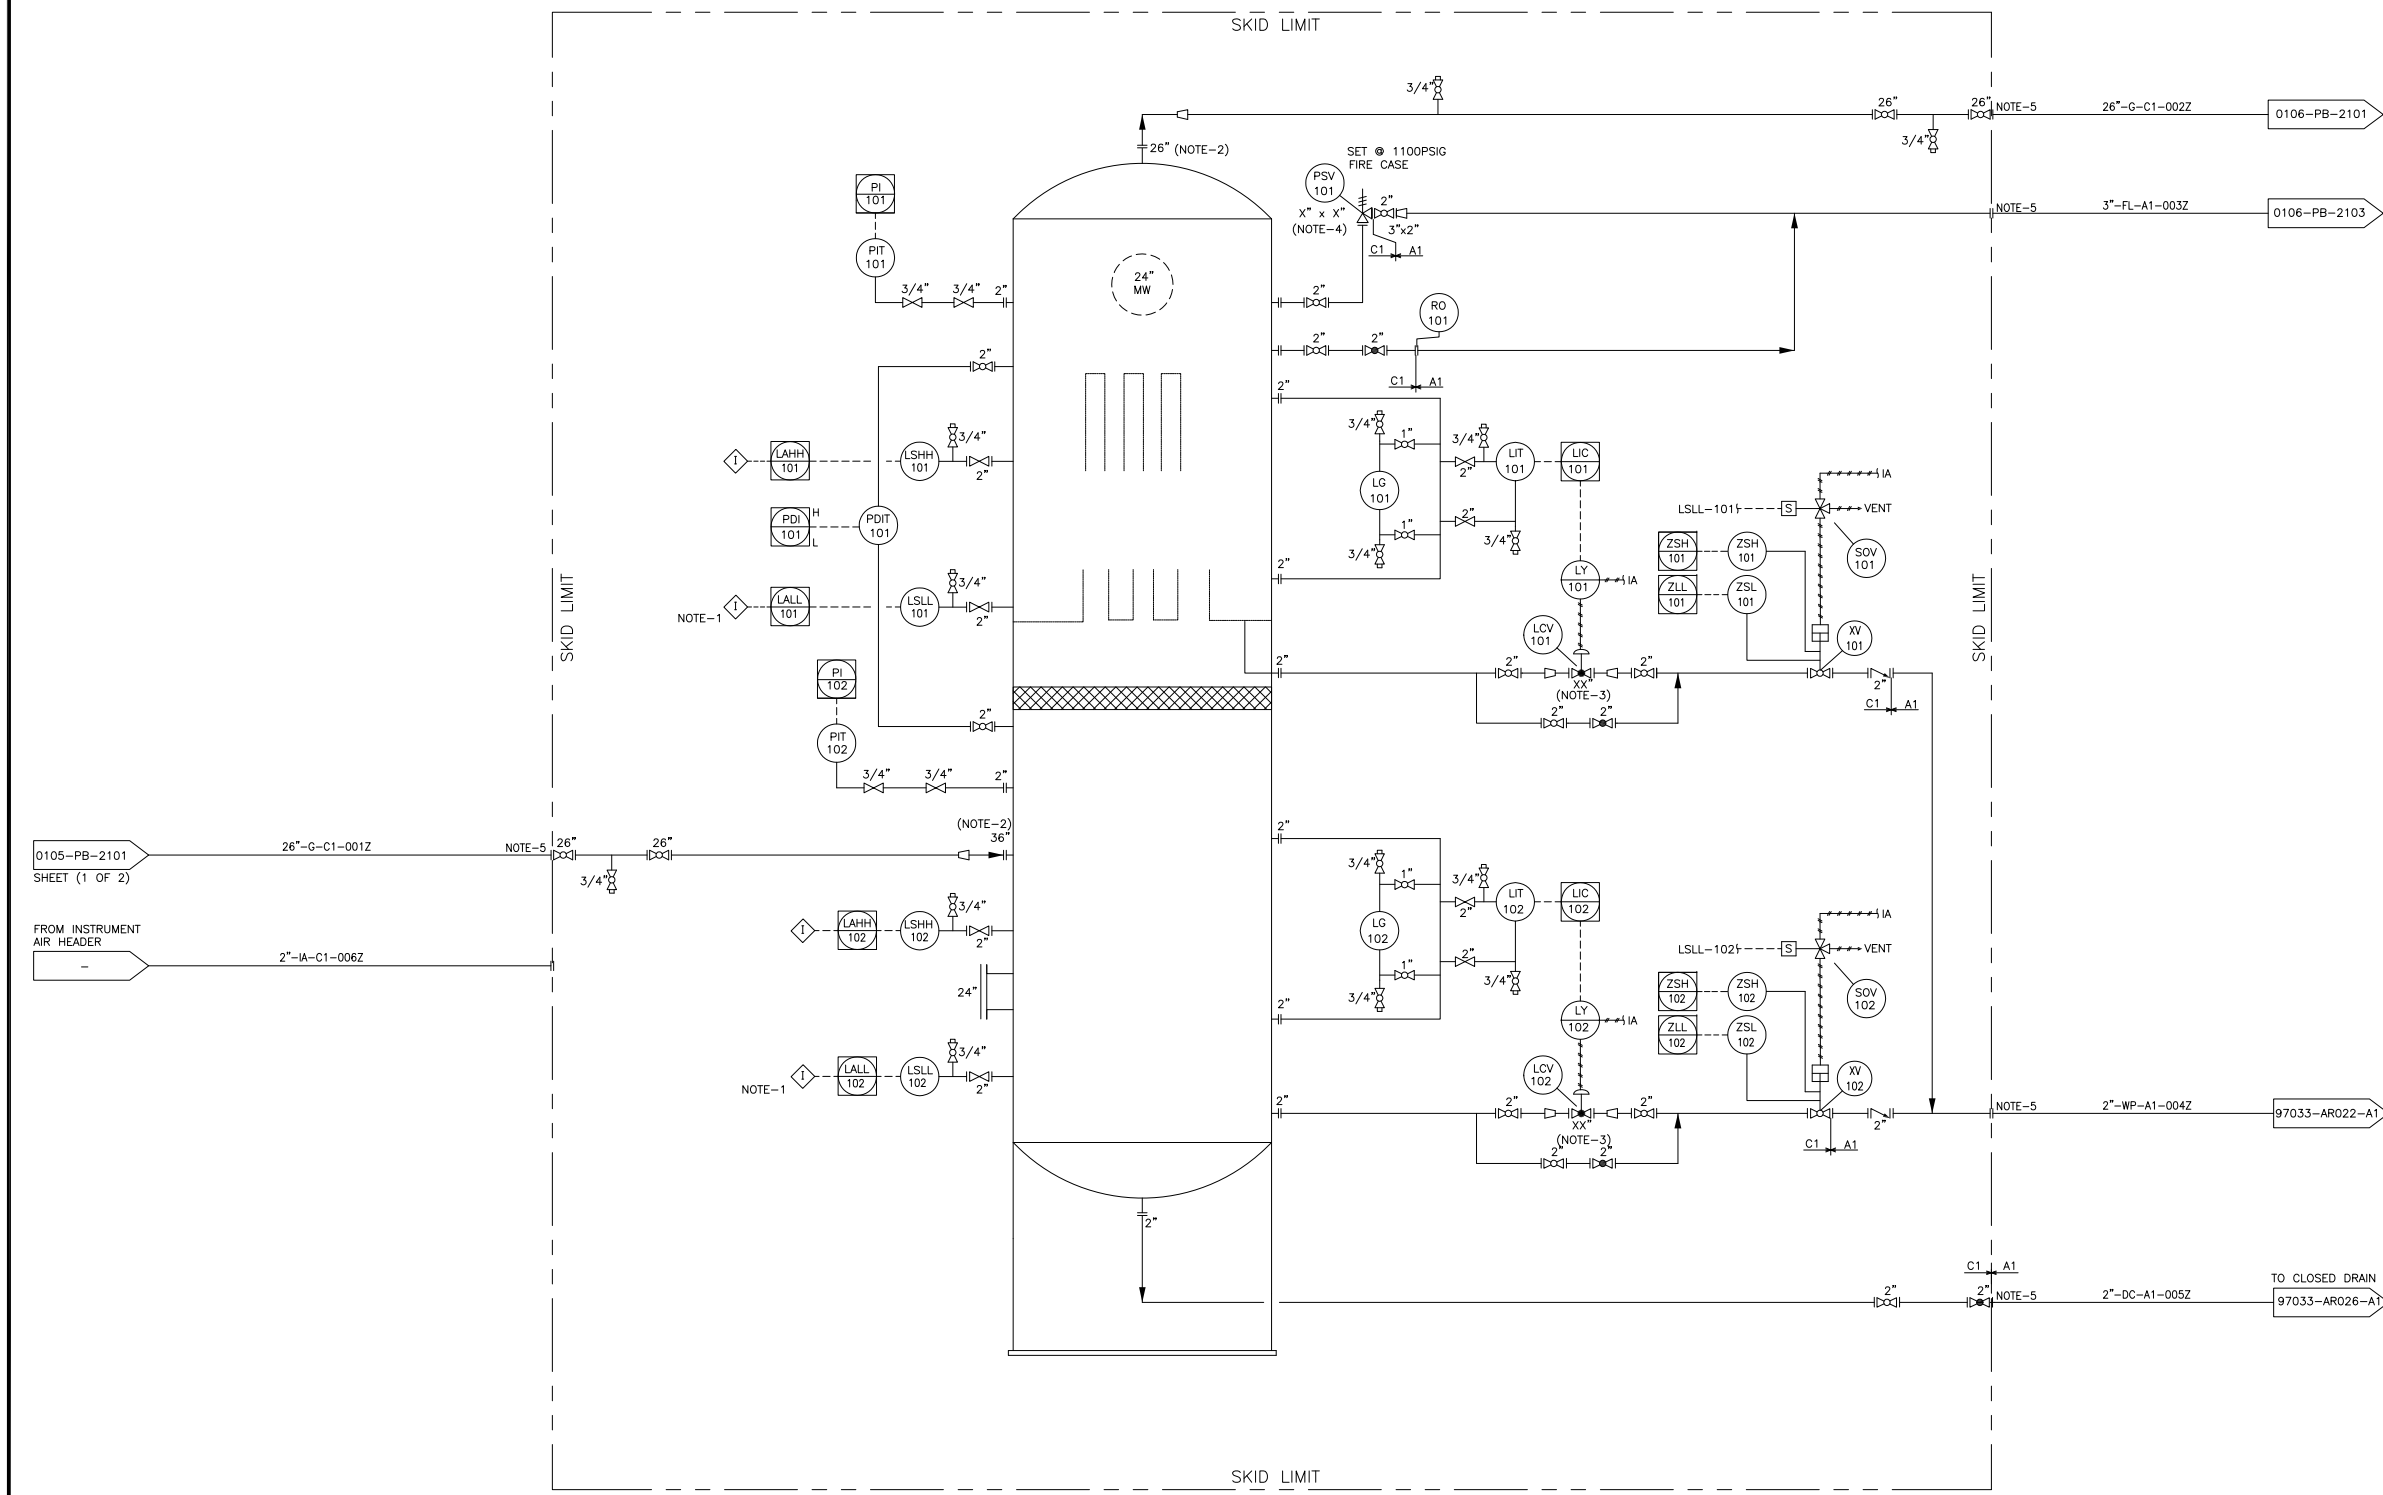 SKID LIMIT
3/4"
26"
26"
NOTE-5
26"-G-C1-002Z
0106-PB-2101
3/4"
26" (NOTE-2)
SET @ 1100PSIG
FIRE CASE
PI
101
PSV
101
2"
X" x X"
(NOTE-4)
3"x2"
C1 A1
NOTE-5
3"-FL-A1-003Z
0106-PB-2103
PIT
101
3/4"
3/4"
2"
24"
MW
2"
RO
101
2"
2"
2"
C1 A1
2"
3/4"
1"
3/4"
3/4"
I
LAHH
101
LSHH
101
2"
2"
LIT
101
LIC
101
LG
101
IA
LSLL-101
S
VENT
PDI
101
H
L
PDIT
101
2"
1"
3/4"
3/4"
SOV
101
ZSH
101
ZSH
101
2"
LY
101
IA
ZLL
101
ZSL
101
SKID LIMIT
SKID LIMIT
3/4"
NOTE-1
I
LALL
101
LSLL
101
2"
LCV
101
XV
101
PI
102
2"
2"
2"
XX"
(NOTE-3)
2"
2"
2"
C1 A1
2"
PIT
102
3/4"
3/4"
2"
(NOTE-2)
36"
2"
0105-PB-2101
SHEET (1 OF 2)
26"-G-C1-001Z
NOTE-5
26"
26"
3/4"
3/4"
1"
3/4"
3/4"
I
LAHH
102
LSHH
102
2"
2"
LIT
102
LIC
102
LG
102
IA
LSLL-102
S
VENT
FROM INSTRUMENT
AIR HEADER
-
2"-IA-C1-006Z
24"
2"
1"
3/4"
3/4"
SOV
102
ZSH
102
ZSH
102
2"
LY
102
IA
ZLL
102
ZSL
102
3/4"
NOTE-1
I
LALL
102
LSLL
102
2"
LCV
102
XV
102
2"
2"
2"
XX"
(NOTE-3)
2"
2"
2"
C1 A1
NOTE-5
2"-WP-A1-004Z
97033-AR022-A1
2"
C1 A1
TO CLOSED DRAIN
2"
2"
NOTE-5
2"-DC-A1-005Z
97033-AR026-A1
SKID LIMIT